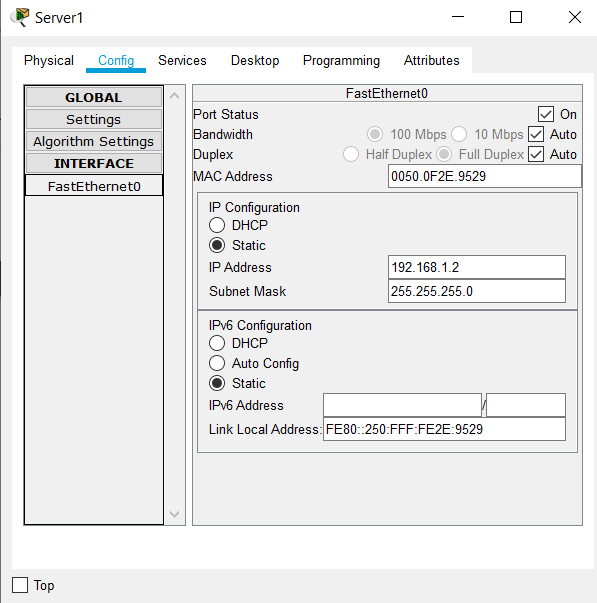 Server1
Physical Config Services Desktop Programming Attributes
GLOBAL
Settings
Algorithm Settings
INTERFACE
FastEthernet0
FastEthernet0
Port Status On
Bandwidth 100 Mbps 10 Mbps Auto
Duplex Half Duplex Full Duplex Auto
MAC Address 0050.0F2E.9529
IP Configuration
DHCP
Static
IP Address 192.168.1.2
Subnet Mask 255.255.255.0
IPv6 Configuration
DHCP
Auto Config
Static
IPv6 Address /
Link Local Address: FE80::250:FFF:FE2E:9529
Top